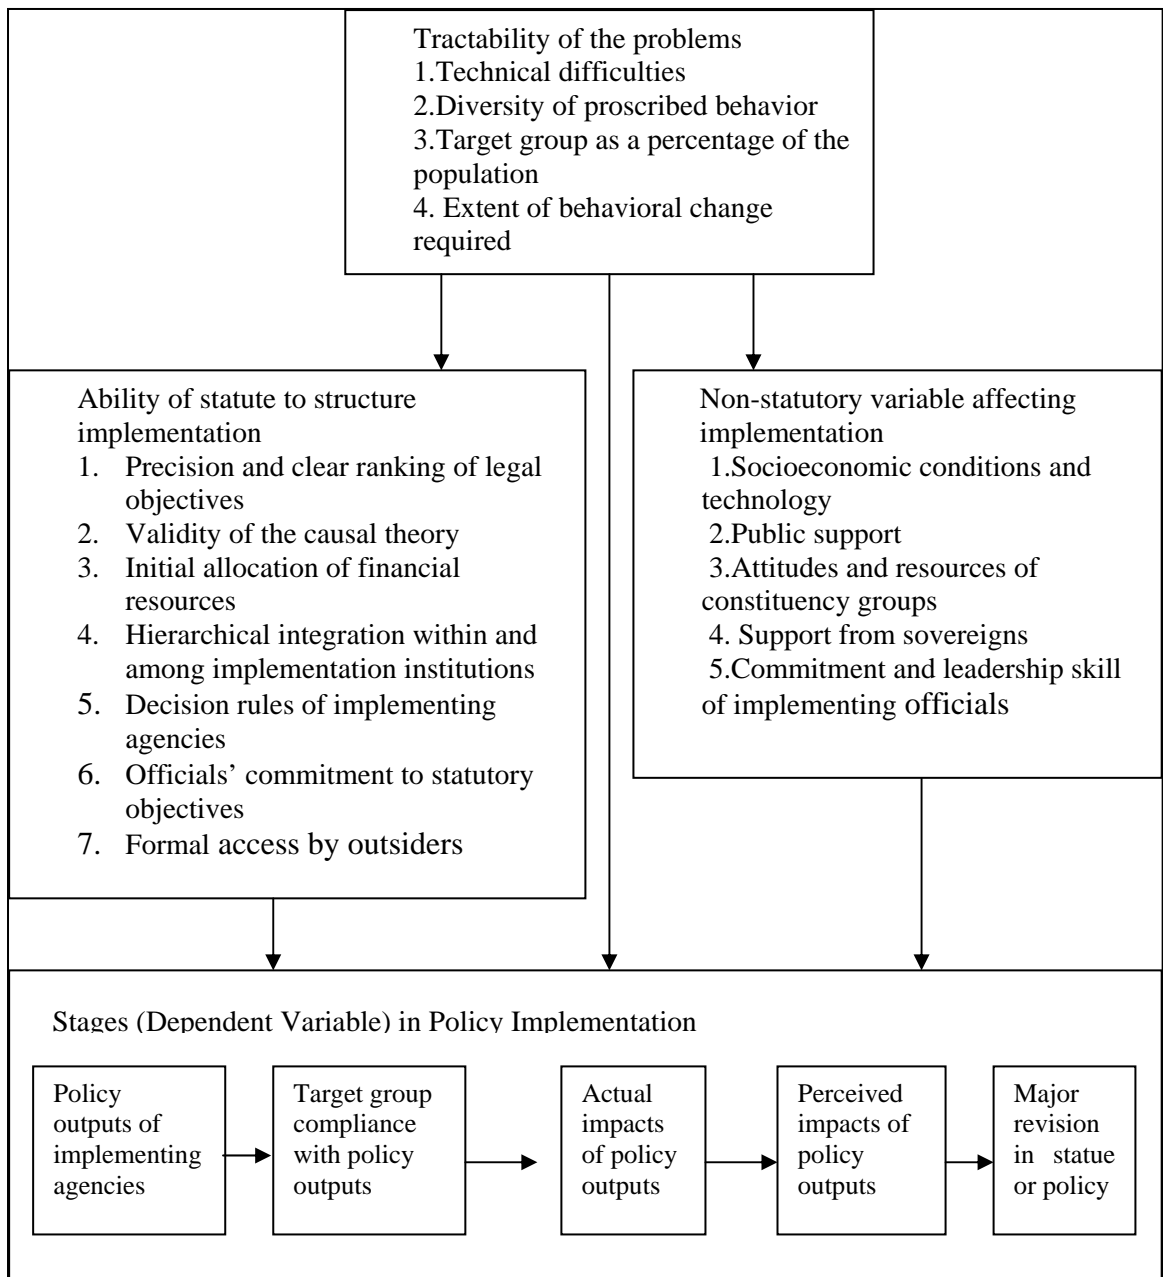 Tractability of the problems
1.Technical difficulties
2.Diversity of proscribed behavior
3.Target group as a percentage of the
population
4. Extent of behavioral change
required
Ability of statute to structure
implementation
1. Precision and clear ranking of legal
objectives
2. Validity of the causal theory
3. Initial allocation of financial
resources
4. Hierarchical integration within and
among implementation institutions
5. Decision rules of implementing
agencies
6. Officials’ commitment to statutory
objectives
7. Formal access by outsiders
Non-statutory variable affecting
implementation
1.Socioeconomic conditions and
technology
2.Public support
3.Attitudes and resources of
constituency groups
4. Support from sovereigns
5.Commitment and leadership skill
of implementing officials
Stages (Dependent Variable) in Policy Implementation
Policy
outputs of
implementing
agencies
Target group
compliance
with policy
outputs
Actual
impacts
of policy
outputs
Perceived
impacts of
policy
outputs
Major
revision
in statue
or policy